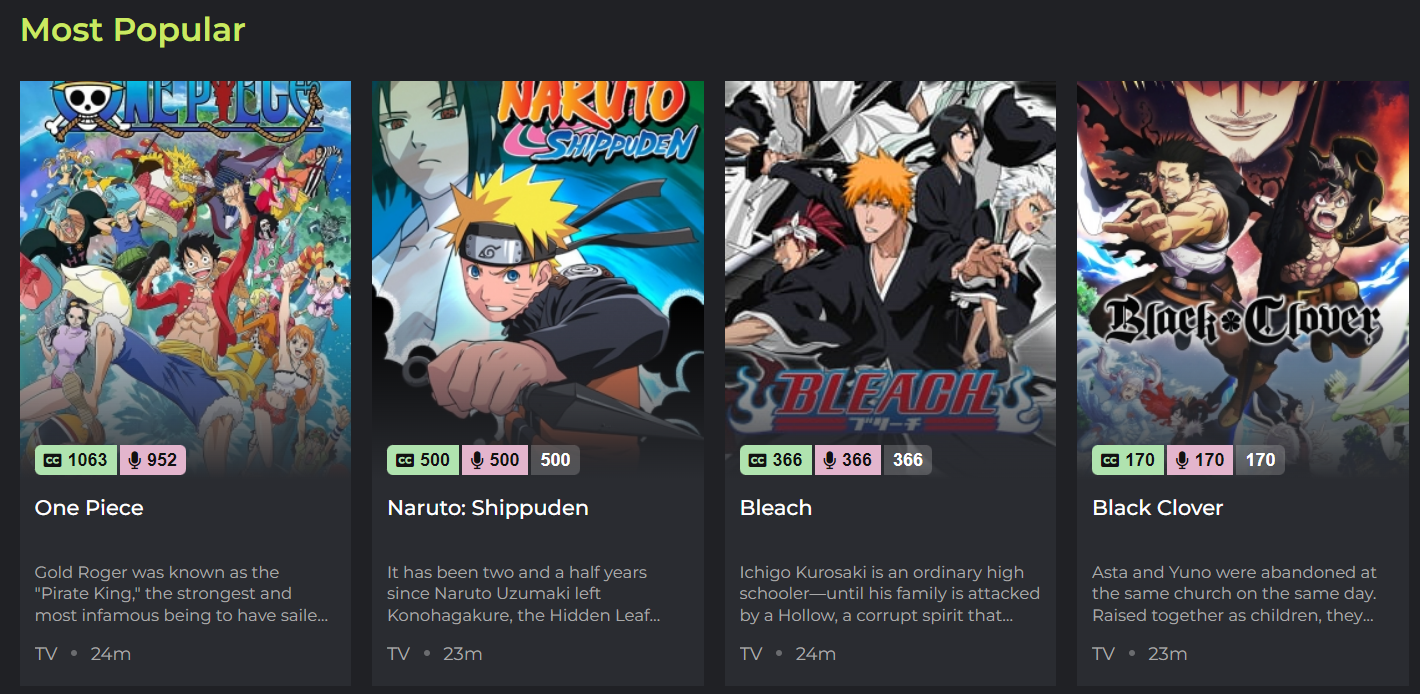 Most Popular
ONE PIECE
NARUTO
SHIPPUDEN
BLEACH
ブリーチ
Black Clover
CC 1063 952
CC 500 500 500
CC 366 366 366
CC 170 170 170
One Piece
Naruto: Shippuden
Bleach
Black Clover
Gold Roger was known as the
"Pirate King," the strongest and
most infamous being to have saile...
It has been two and a half years
since Naruto Uzumaki left
Konohagakure, the Hidden Leaf...
Ichigo Kurosaki is an ordinary high
schooler—until his family is attacked
by a Hollow, a corrupt spirit that...
Asta and Yuno were abandoned at
the same church on the same day.
Raised together as children, they...
TV • 24m
TV • 23m
TV • 24m
TV • 23m